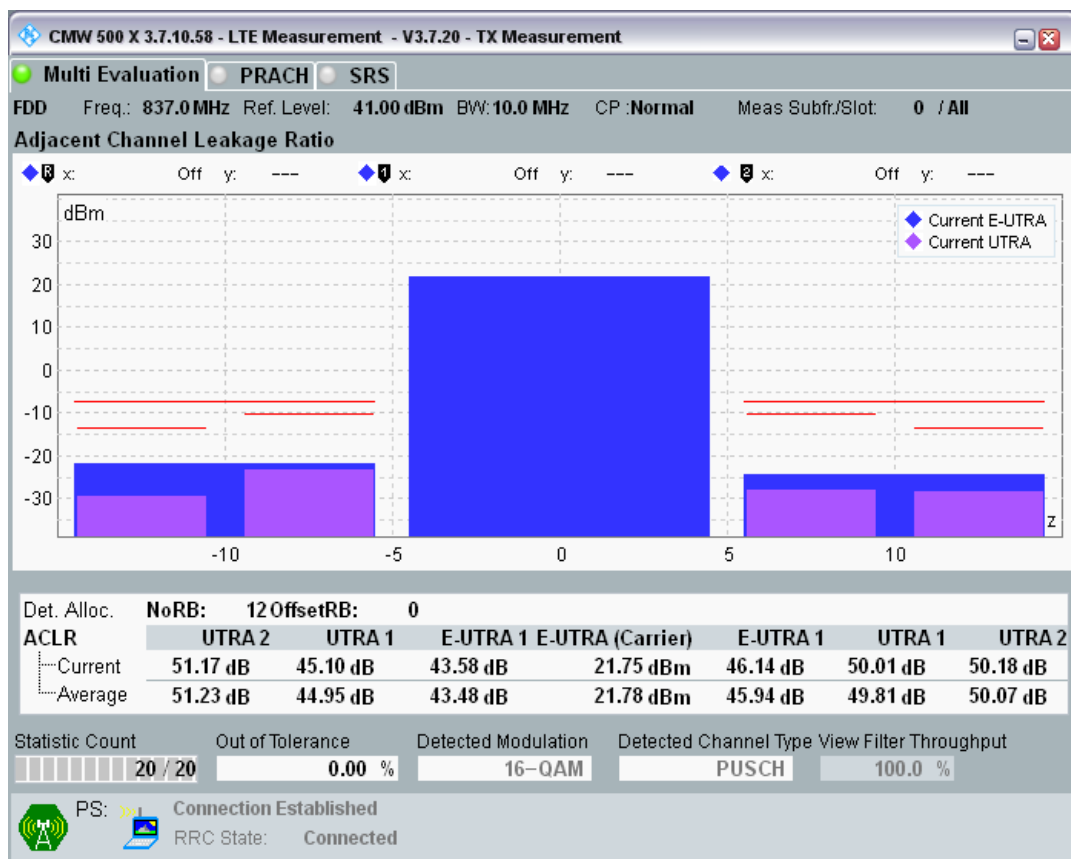 CMW 500 X 3.7.10.58 - LTE Measurement - V3.7.20 - TX Measurement
Multi Evaluation PRACH SRS
FDD Freq.: 837.0 MHz Ref. Level: 41.00 dBm BW: 10.0 MHz CP :Normal Meas Subfr./Slot: 0 / All
Adjacent Channel Leakage Ratio
R x: Off y: --- 1 x: Off y: --- 2 x: Off y: ---
dBm
Current E-UTRA
Current UTRA
30
20
10
0
-10
-20
-30
z
-10 -5 0 5 10
Det. Alloc. NoRB: 12 OffsetRB: 0
ACLR UTRA 2 UTRA 1 E-UTRA 1 E-UTRA (Carrier) E-UTRA 1 UTRA 1 UTRA 2
Current 51.17 dB 45.10 dB 43.58 dB 21.75 dBm 46.14 dB 50.01 dB 50.18 dB
Average 51.23 dB 44.95 dB 43.48 dB 21.78 dBm 45.94 dB 49.81 dB 50.07 dB
Statistic Count Out of Tolerance Detected Modulation Detected Channel Type View Filter Throughput
20 / 20 0.00 % 16-QAM PUSCH 100.0 %
PS: Connection Established
RRC State: Connected